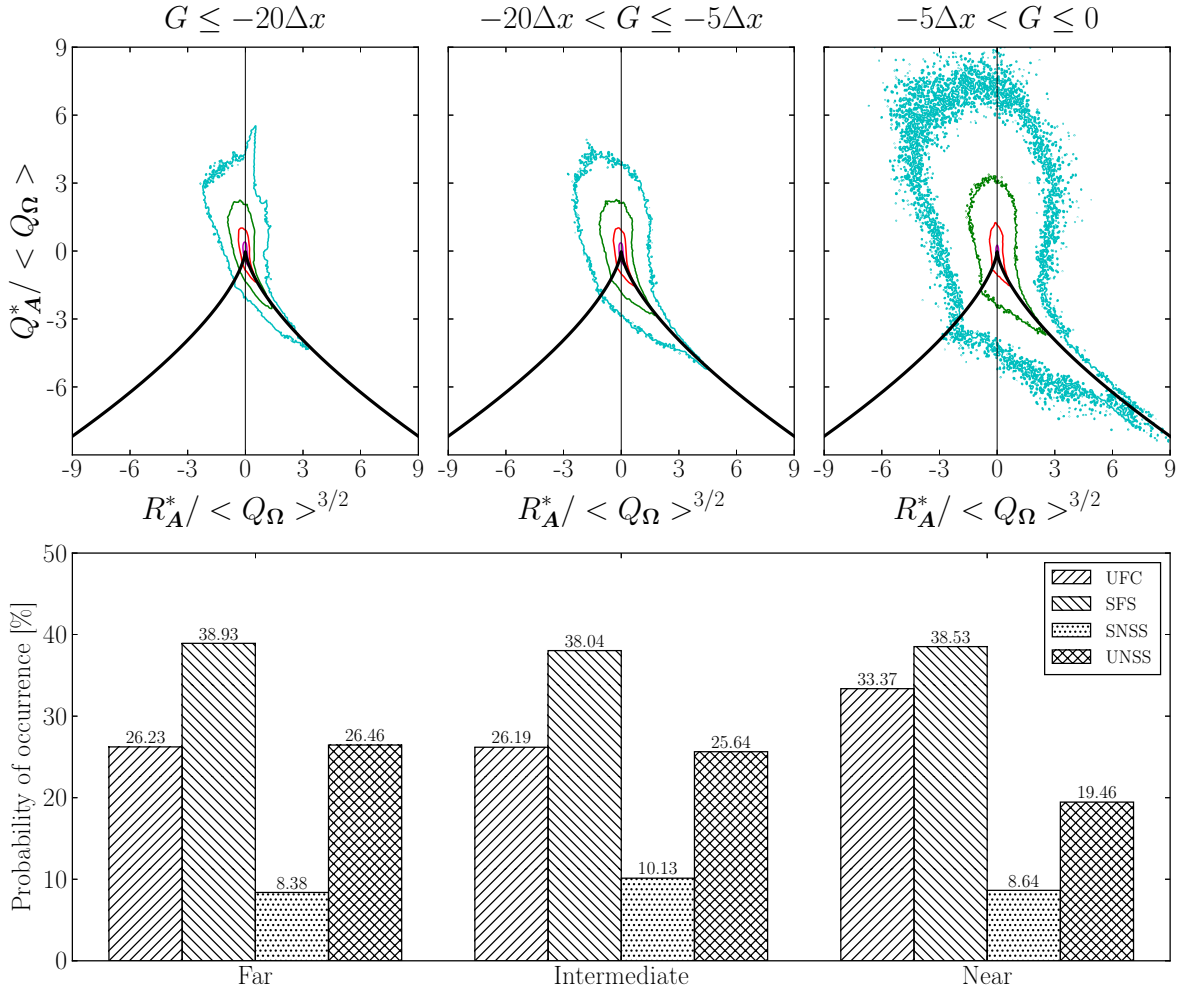 G ≤ −20Δx −20Δx < G ≤ −5Δx −5Δx < G ≤ 0
Q*_A / < Q_Ω >
9
6
3
0
-3
-6
-9 -6 -3 0 3 6 9 -9 -6 -3 0 3 6 9 -9 -6 -3 0 3 6 9
R*_A / < Q_Ω >^3/2 R*_A / < Q_Ω >^3/2 R*_A / < Q_Ω >^3/2
Probability of occurrence [%]
50
40
30
20
10
0
UFC
SFS
SNSS
UNSS
26.23 38.93 8.38 26.46
26.19 38.04 10.13 25.64
33.37 38.53 8.64 19.46
Far Intermediate Near